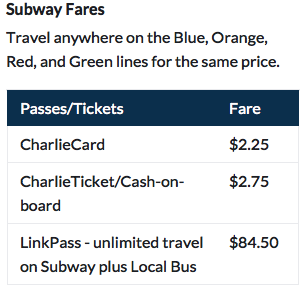 Subway Fares
Travel anywhere on the Blue, Orange,
Red, and Green lines for the same price.
Passes/Tickets Fare
CharlieCard $2.25
CharlieTicket/Cash-on- $2.75
board
LinkPass - unlimited travel $84.50
on Subway plus Local Bus